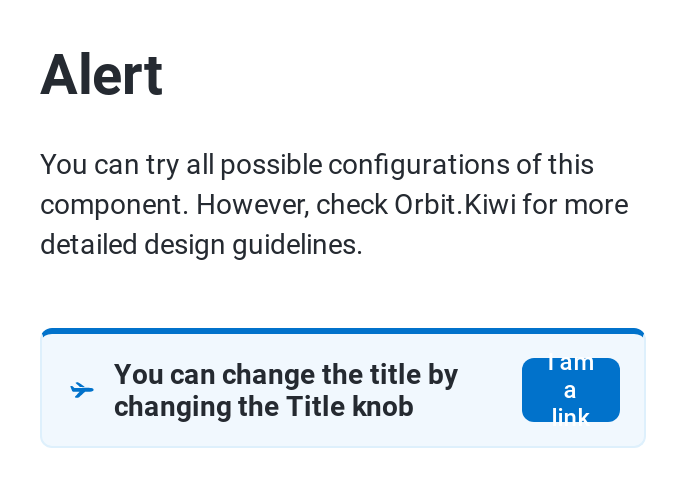 Alert
You can try all possible configurations of this
component. However, check Orbit.Kiwi for more
detailed design guidelines.
You can change the title by
changing the Title knob
I am
a
link